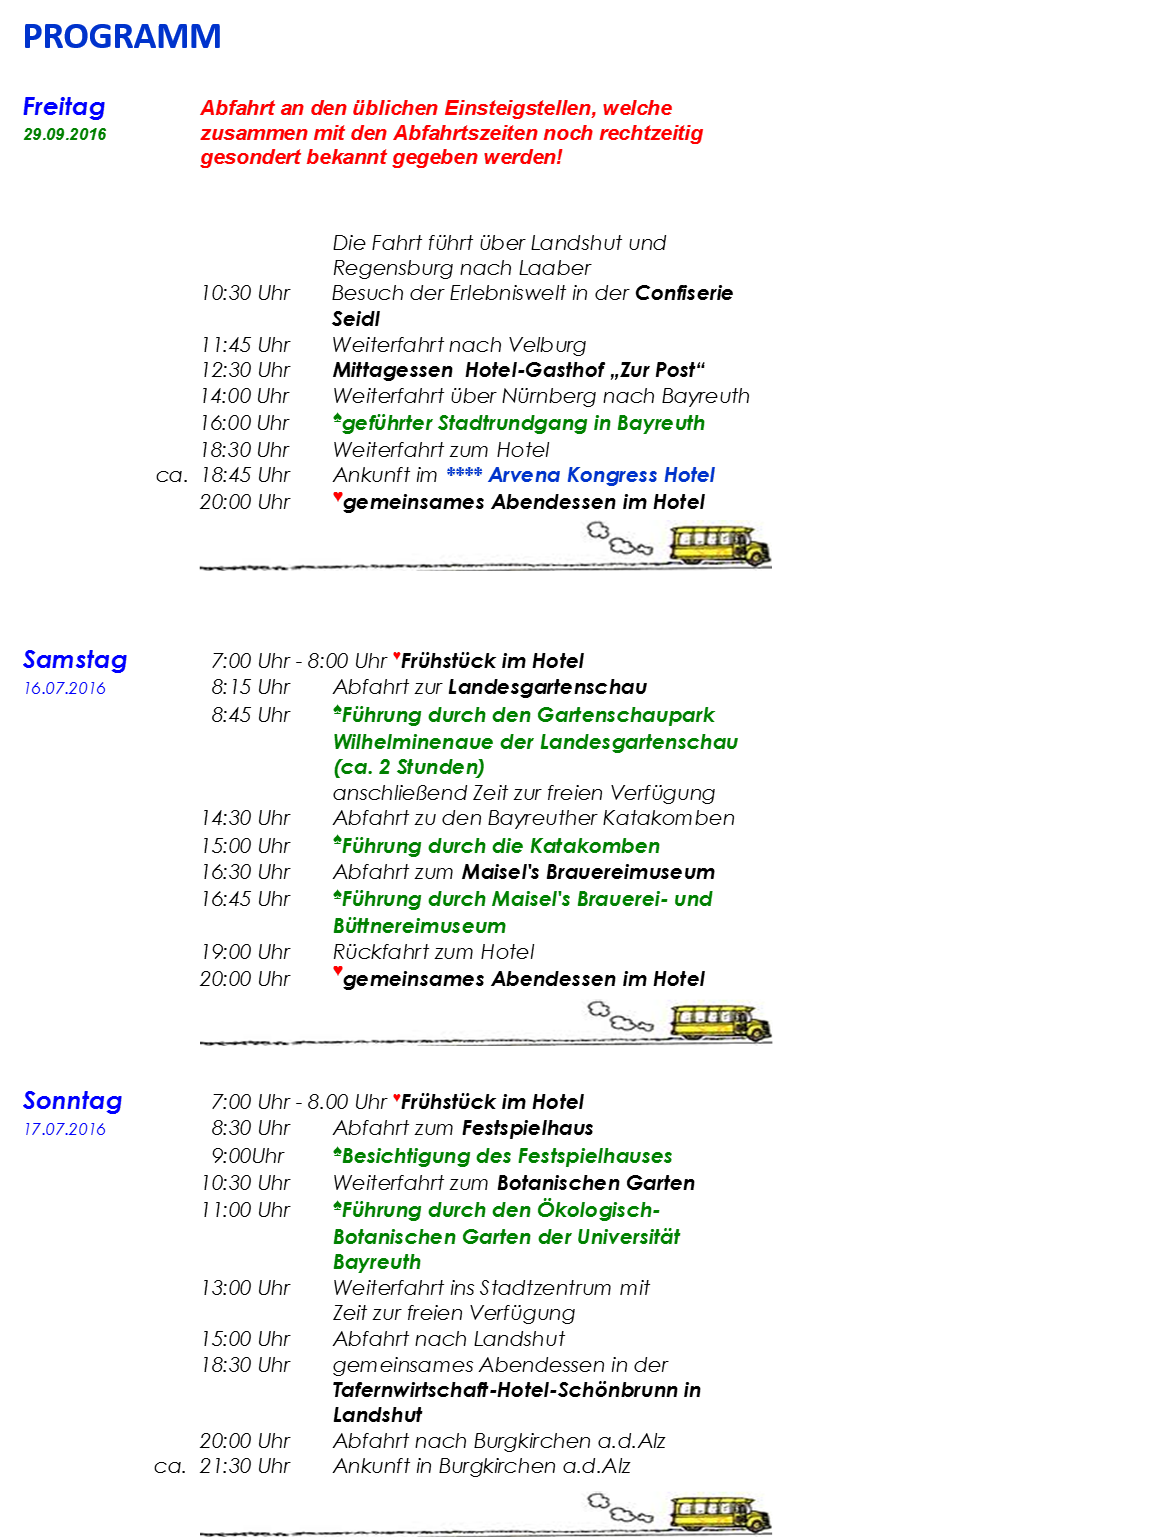 PROGRAMM
Freitag Abfahrt an den üblichen Einsteigstellen, welche
29.09.2016 zusammen mit den Abfahrtszeiten noch rechtzeitig
gesondert bekannt gegeben werden!
Die Fahrt führt über Landshut und
Regensburg nach Laaber
10:30 Uhr Besuch der Erlebniswelt in der Confiserie
Seidl
11:45 Uhr Weiterfahrt nach Velburg
12:30 Uhr Mittagessen Hotel-Gasthof „Zur Post“
14:00 Uhr Weiterfahrt über Nürnberg nach Bayreuth
16:00 Uhr ♠geführter Stadtrundgang in Bayreuth
18:30 Uhr Weiterfahrt zum Hotel
ca. 18:45 Uhr Ankunft im **** Arvena Kongress Hotel
20:00 Uhr ♥gemeinsames Abendessen im Hotel
Samstag 7:00 Uhr - 8:00 Uhr ♥Frühstück im Hotel
16.07.2016 8:15 Uhr Abfahrt zur Landesgartenschau
8:45 Uhr ♠Führung durch den Gartenschaupark
Wilhelminenaue der Landesgartenschau
(ca. 2 Stunden)
anschließend Zeit zur freien Verfügung
14:30 Uhr Abfahrt zu den Bayreuther Katakomben
15:00 Uhr ♠Führung durch die Katakomben
16:30 Uhr Abfahrt zum Maisel's Brauereimuseum
16:45 Uhr ♠Führung durch Maisel's Brauerei- und
Büttnereimuseum
19:00 Uhr Rückfahrt zum Hotel
20:00 Uhr ♥gemeinsames Abendessen im Hotel
Sonntag 7:00 Uhr - 8.00 Uhr ♥Frühstück im Hotel
17.07.2016 8:30 Uhr Abfahrt zum Festspielhaus
9:00Uhr ♠Besichtigung des Festspielhauses
10:30 Uhr Weiterfahrt zum Botanischen Garten
11:00 Uhr ♠Führung durch den Ökologisch-
Botanischen Garten der Universität
Bayreuth
13:00 Uhr Weiterfahrt ins Stadtzentrum mit
Zeit zur freien Verfügung
15:00 Uhr Abfahrt nach Landshut
18:30 Uhr gemeinsames Abendessen in der
Tafernwirtschaft-Hotel-Schönbrunn in
Landshut
20:00 Uhr Abfahrt nach Burgkirchen a.d.Alz
ca. 21:30 Uhr Ankunft in Burgkirchen a.d.Alz